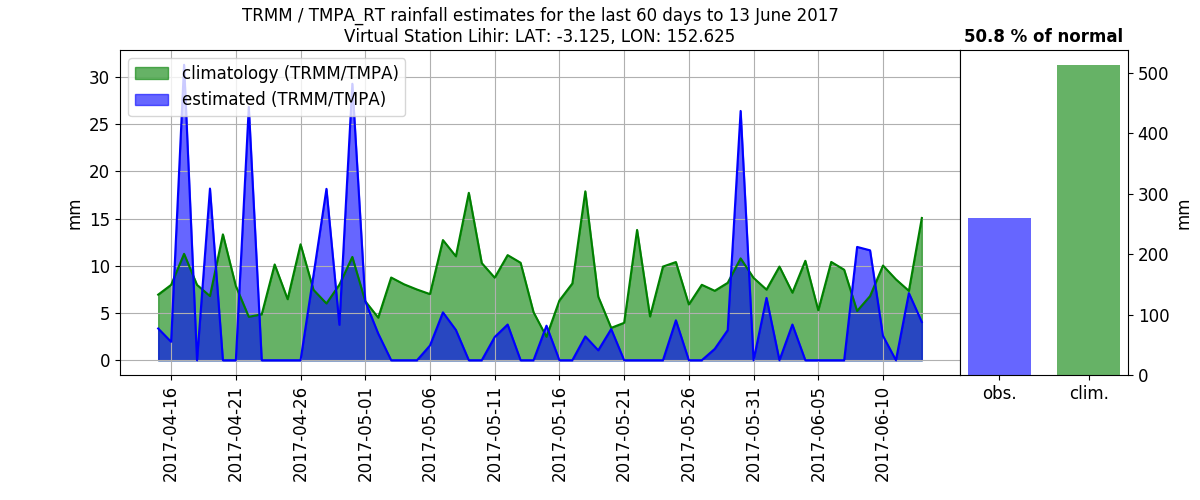 TRMM / TMPA_RT rainfall estimates for the last 60 days to 13 June 2017
Virtual Station Lihir: LAT: -3.125, LON: 152.625
50.8 % of normal
climatology (TRMM/TMPA)
estimated (TRMM/TMPA)
mm
30
25
20
15
10
5
0
2017-04-16
2017-04-21
2017-04-26
2017-05-01
2017-05-06
2017-05-11
2017-05-16
2017-05-21
2017-05-26
2017-05-31
2017-06-05
2017-06-10
500
400
300
200
100
0
mm
obs.
clim.